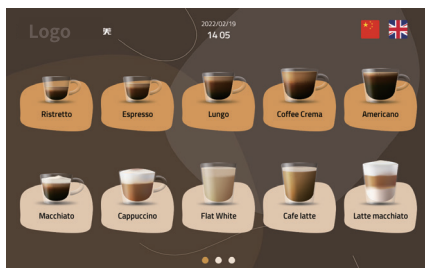 Logo
2022/02/19
14 05
Ristretto
Espresso
Lungo
Coffee Crema
Americano
Macchiato
Cappuccino
Flat White
Cafe latte
Latte macchiato